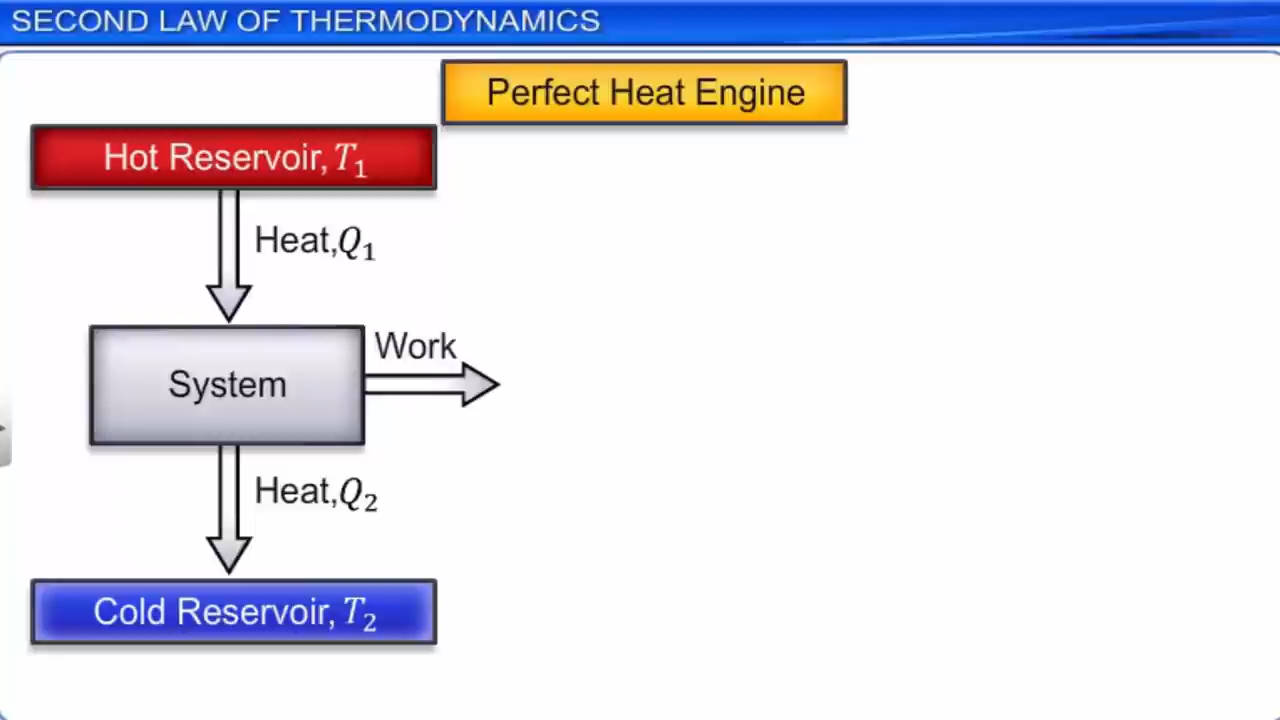 SECOND LAW OF THERMODYNAMICS
Perfect Heat Engine
Hot Reservoir, T₁
Heat,Q₁
Work
System
Heat,Q₂
Cold Reservoir, T₂